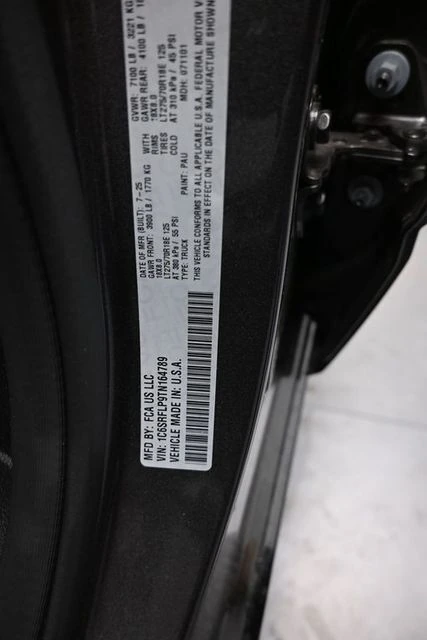 MFD BY: FCA US LLC
VIN: 1C6SRFLP9TN164789
VEHICLE MADE IN: U.S.A.
DATE OF MFR (BUILT): 7-25
GVWR: 7100 LB / 3221 KG
GAWR FRONT: 3900 LB / 1770 KG WITH GAWR REAR: 4100 LB /
18X8.0 RIMS 18X8.0
LT275/70R18E 125 TIRES LT275/70R18E 125
AT 380 kPa / 55 PSI COLD AT 310 kPa / 45 PSI
TYPE: TRUCK PAINT: PAU MDH: 071101
THIS VEHICLE CONFORMS TO ALL APPLICABLE U.S.A. FEDERAL MOTOR V
STANDARDS IN EFFECT ON THE DATE OF MANUFACTURE SHOWN